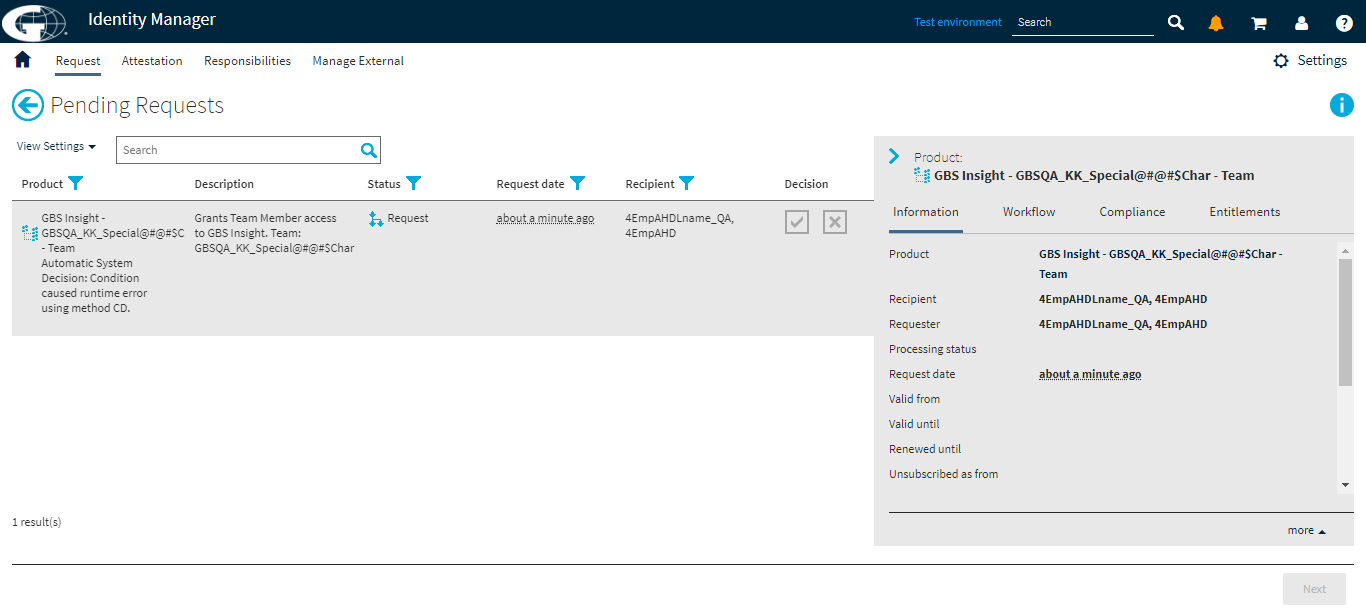 Identity Manager
Test environment
Search
Request
Attestation
Responsibilities
Manage External
Settings
Pending Requests
View Settings
Search
Product
Description
Status
Request date
Recipient
Decision
GBS Insight -
GBSQA_KK_Special@#@#$C
- Team
Automatic System
Decision: Condition
caused runtime error
using method CD.
Grants Team Member access
to GBS Insight. Team:
GBSQA_KK_Special@#@#$Char
Request
about a minute ago
4EmpAHDLname_QA,
4EmpAHD
1 result(s)
Product:
GBS Insight - GBSQA_KK_Special@#@#$Char - Team
Information
Workflow
Compliance
Entitlements
Product
GBS Insight - GBSQA_KK_Special@#@#$Char -
Team
Recipient
4EmpAHDLname_QA, 4EmpAHD
Requester
4EmpAHDLname_QA, 4EmpAHD
Processing status
Request date
about a minute ago
Valid from
Valid until
Renewed until
Unsubscribed as from
more
Next